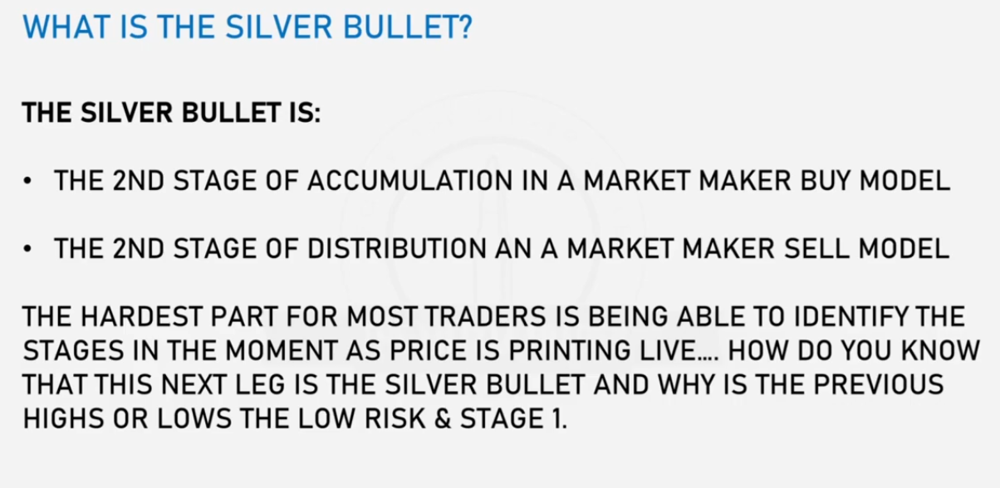 WHAT IS THE SILVER BULLET?
THE SILVER BULLET IS:
• THE 2ND STAGE OF ACCUMULATION IN A MARKET MAKER BUY MODEL
• THE 2ND STAGE OF DISTRIBUTION AN A MARKET MAKER SELL MODEL
THE HARDEST PART FOR MOST TRADERS IS BEING ABLE TO IDENTIFY THE
STAGES IN THE MOMENT AS PRICE IS PRINTING LIVE.... HOW DO YOU KNOW
THAT THIS NEXT LEG IS THE SILVER BULLET AND WHY IS THE PREVIOUS
HIGHS OR LOWS THE LOW RISK & STAGE 1.